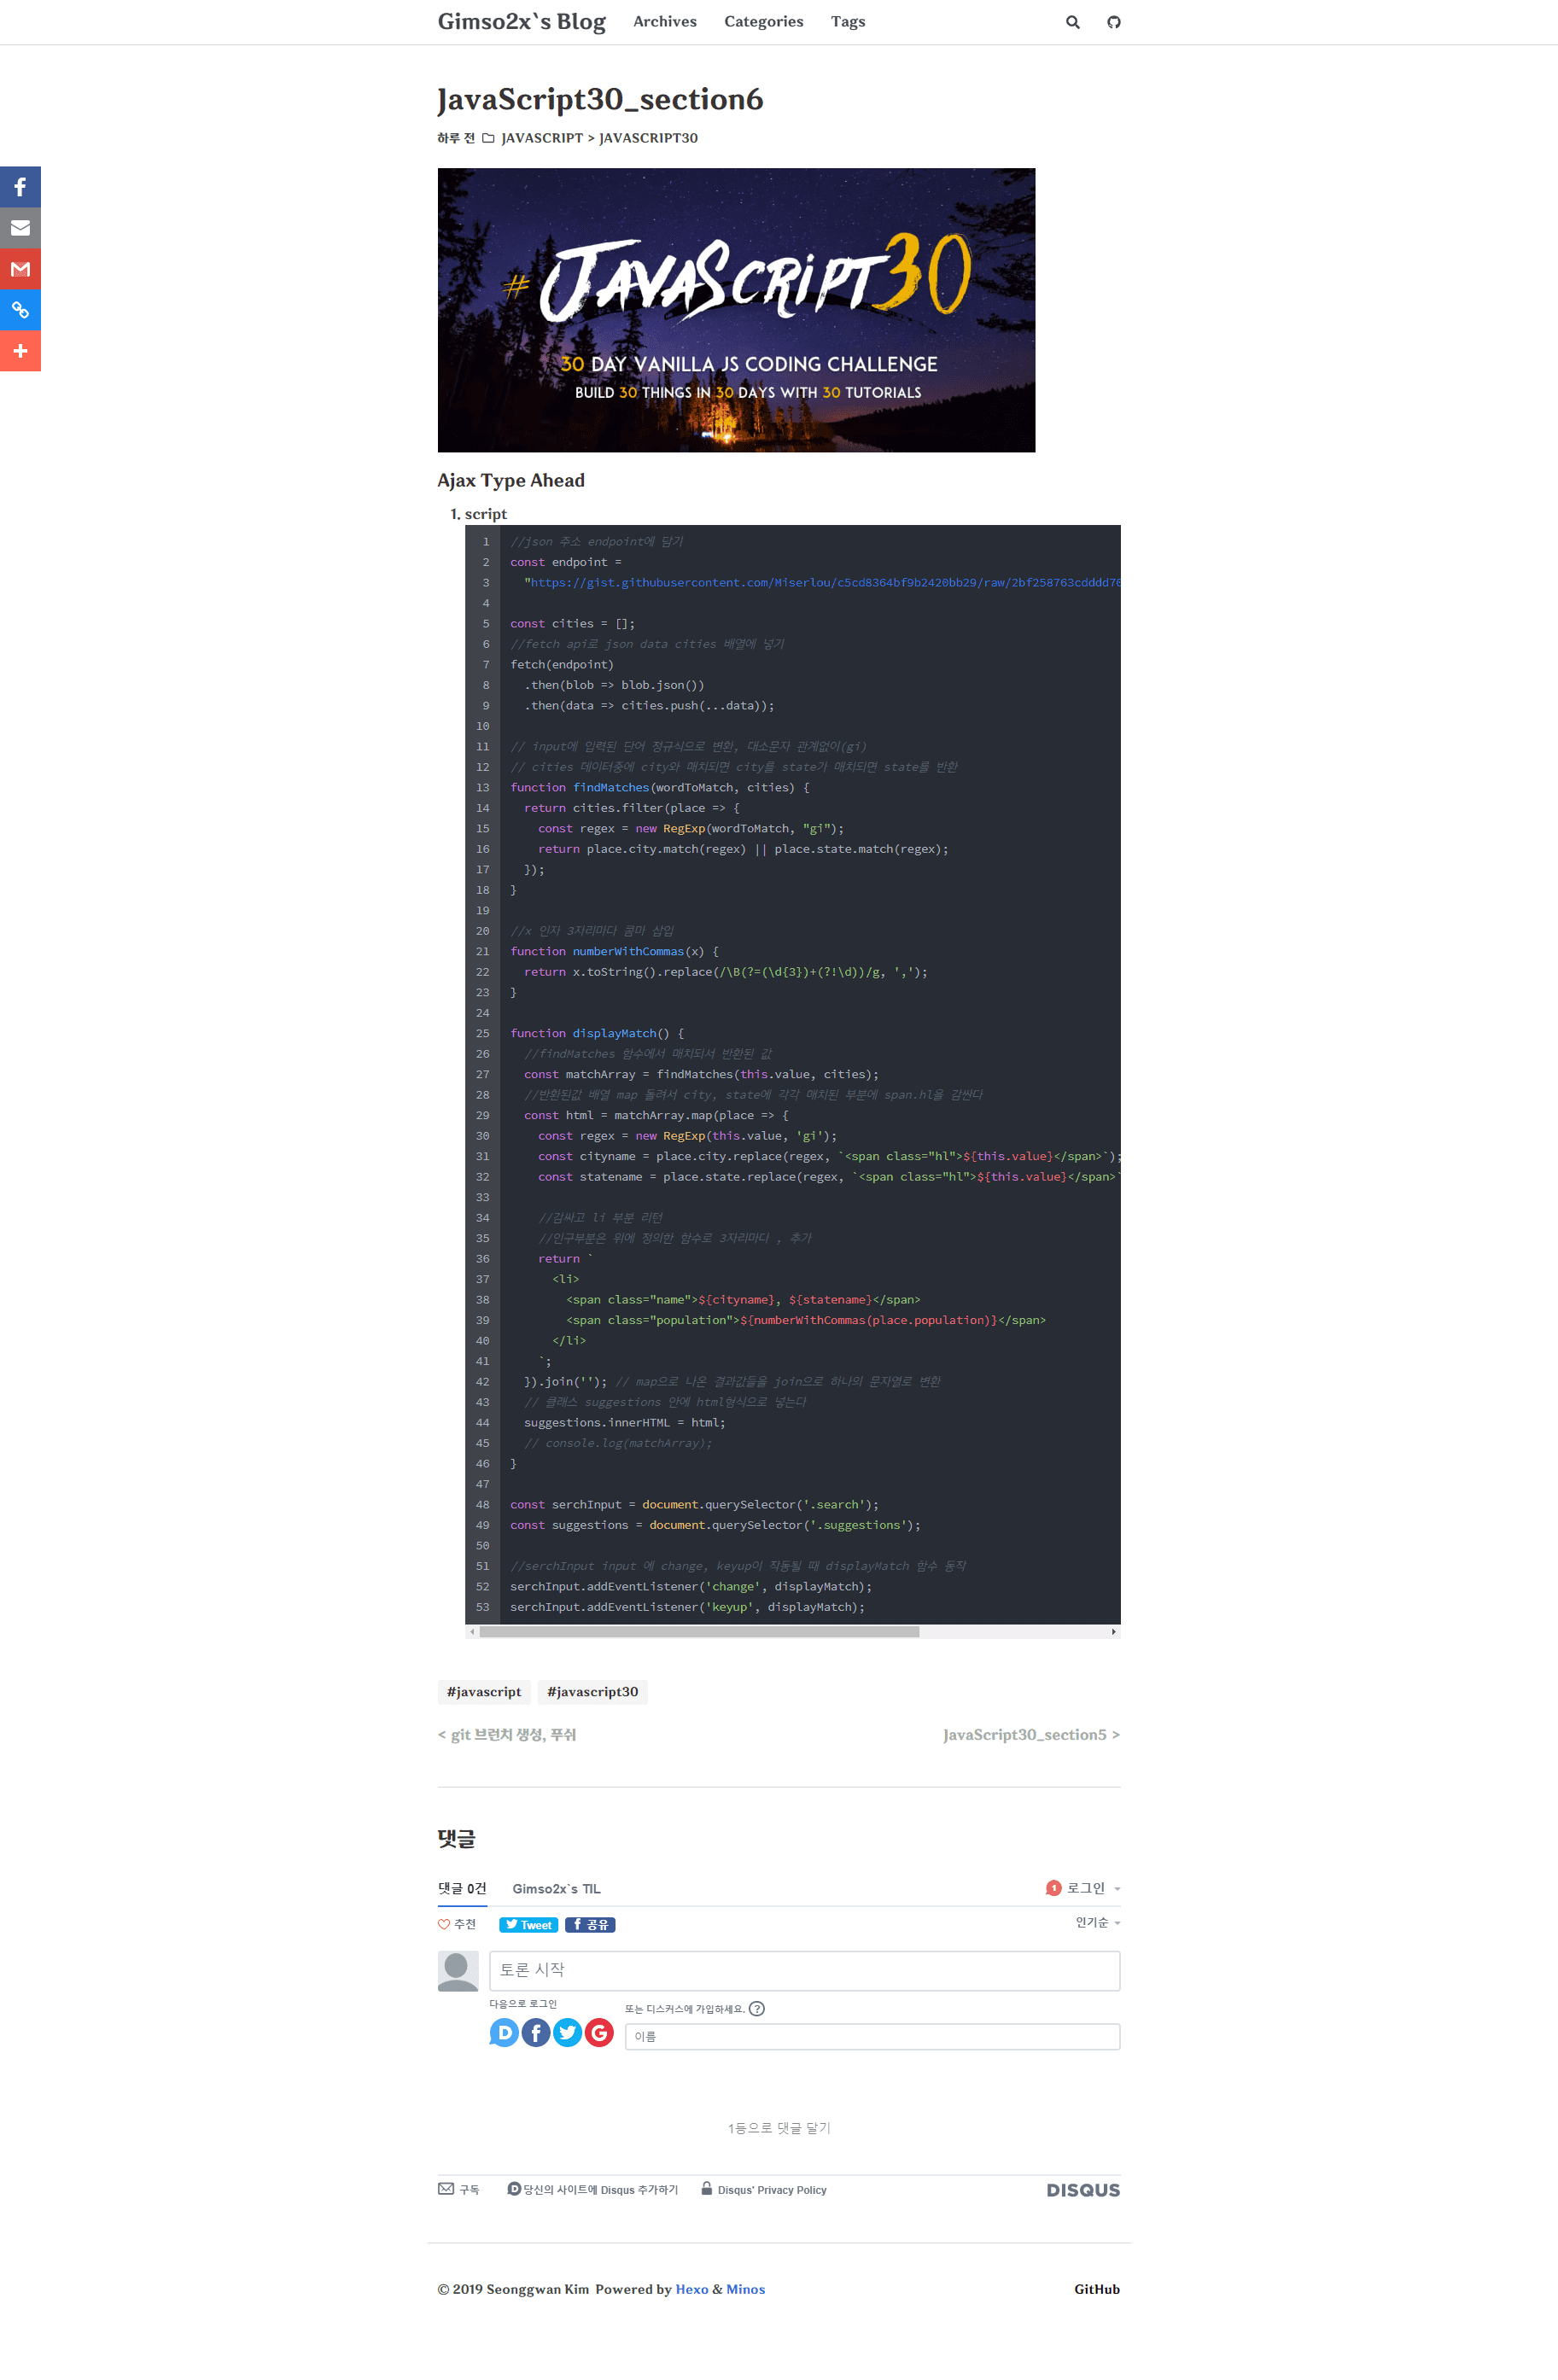 Gimso2x`s Blog Archives Categories Tags
JavaScript30_section6
하루 전 JAVASCRIPT > JAVASCRIPT30
# JavaScript30
30 DAY VANILLA JS CODING CHALLENGE
BUILD 30 THINGS IN 30 DAYS WITH 30 TUTORIALS
Ajax Type Ahead
1. script
1 //json 주소 endpoint에 담기
2 const endpoint =
3 "https://gist.githubusercontent.com/Miserlou/c5cd8364bf9b2420bb29/raw/2bf258763cdddd70
4
5 const cities = [];
6 //fetch api로 json data cities 배열에 넣기
7 fetch(endpoint)
8 .then(blob => blob.json())
9 .then(data => cities.push(...data));
10
11 // input에 입력된 단어 정규식으로 변환, 대소문자 관계없이(gi)
12 // cities 데이터중에 city와 매치되면 city를 state가 매치되면 state를 반환
13 function findMatches(wordToMatch, cities) {
14 return cities.filter(place => {
15 const regex = new RegExp(wordToMatch, "gi");
16 return place.city.match(regex) || place.state.match(regex);
17 });
18 }
19
20 //x 인자 3자리마다 콤마 삽입
21 function numberWithCommas(x) {
22 return x.toString().replace(/\B(?=(\d{3})+(?!\d))/g, ',');
23 }
24
25 function displayMatch() {
26 //findMatches 함수에서 매치되서 반환된 값
27 const matchArray = findMatches(this.value, cities);
28 //반환된값 배열 map 돌려서 city, state에 각각 매치된 부분에 span.hl을 감싼다
29 const html = matchArray.map(place => {
30 const regex = new RegExp(this.value, 'gi');
31 const cityname = place.city.replace(regex, `<span class="hl">${this.value}</span>`);
32 const statename = place.state.replace(regex, `<span class="hl">${this.value}</span>`
33
34 //감싸고 li 부분 리턴
35 //인구부분은 위에 정의한 함수로 3자리마다 , 추가
36 return `
37 <li>
38 <span class="name">${cityname}, ${statename}</span>
39 <span class="population">${numberWithCommas(place.population)}</span>
40 </li>
41 `;
42 }).join(''); // map으로 나온 결과값들을 join으로 하나의 문자열로 변환
43 // 클래스 suggestions 안에 html형식으로 넣는다
44 suggestions.innerHTML = html;
45 // console.log(matchArray);
46 }
47
48 const serchInput = document.querySelector('.search');
49 const suggestions = document.querySelector('.suggestions');
50
51 //serchInput input 에 change, keyup이 작동될 때 displayMatch 함수 동작
52 serchInput.addEventListener('change', displayMatch);
53 serchInput.addEventListener('keyup', displayMatch);
#javascript #javascript30
< git 브런치 생성, 푸쉬 JavaScript30_section5 >
댓글
댓글 0건 Gimso2x`s TIL 1 로그인
추천 Tweet 공유 인기순
토론 시작
다음으로 로그인 또는 디스커스에 가입하세요. ?
이름
1등으로 댓글 달기
구독 당신의 사이트에 Disqus 추가하기 Disqus' Privacy Policy DISQUS
© 2019 Seonggwan Kim Powered by Hexo & Minos GitHub